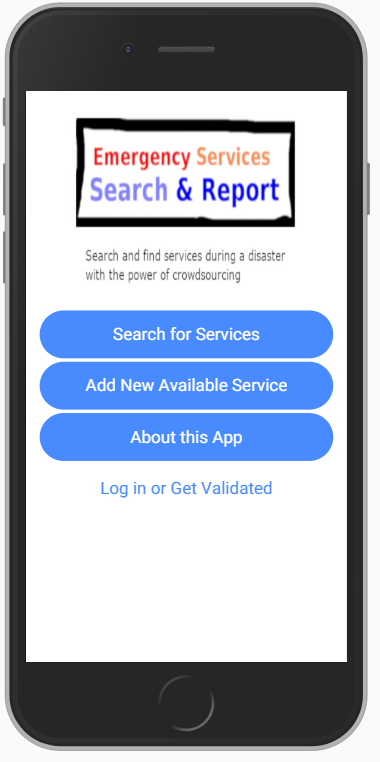 Emergency Services
Search & Report
Search and find services during a disaster
with the power of crowdsourcing
Search for Services
Add New Available Service
About this App
Log in or Get Validated